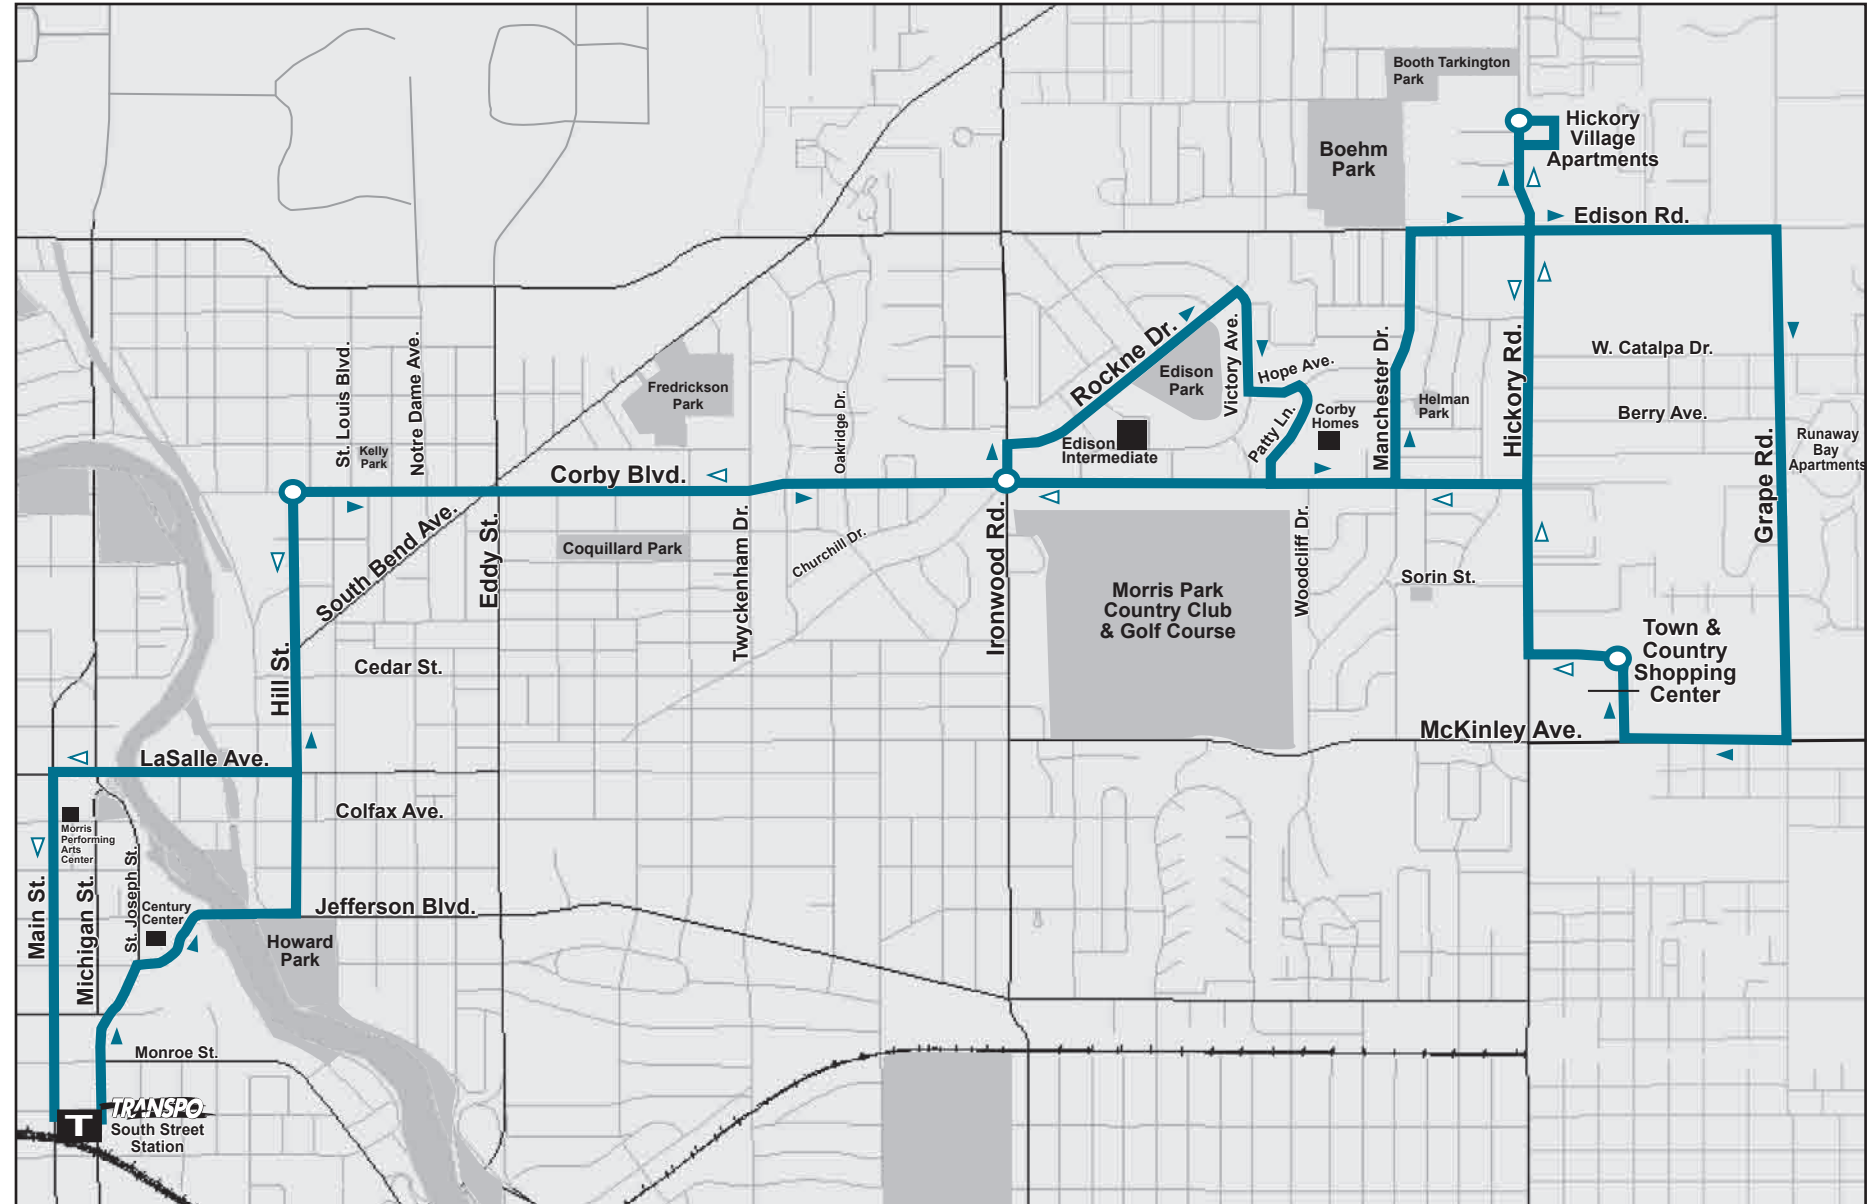 Booth Tarkington
Park
Hickory
Village
Apartments
Boehm
Park
Edison Rd.
St. Louis Blvd.
Notre Dame Ave.
Kelly
Park
Fredrickson
Park
Oakridge Dr.
Rockne Dr.
Edison
Park
Victory Ave.
Hope Ave.
Patty Ln.
Corby
Homes
Manchester Dr.
Helman
Park
Hickory Rd.
W. Catalpa Dr.
Berry Ave.
Grape Rd.
Runaway
Bay
Apartments
Edison
Intermediate
Corby Blvd.
South Bend Ave.
Eddy St.
Coquillard Park
Twyckenham Dr.
Churchill Dr.
Ironwood Rd.
Morris Park
Country Club
& Golf Course
Woodcliff Dr.
Sorin St.
Town &
Country
Shopping
Center
McKinley Ave.
Hill St.
Cedar St.
LaSalle Ave.
Colfax Ave.
Morris
Performing
Arts
Center
Main St.
Michigan St.
St. Joseph St.
Century
Center
Jefferson Blvd.
Howard
Park
Monroe St.
T
TRANSPO
South Street
Station